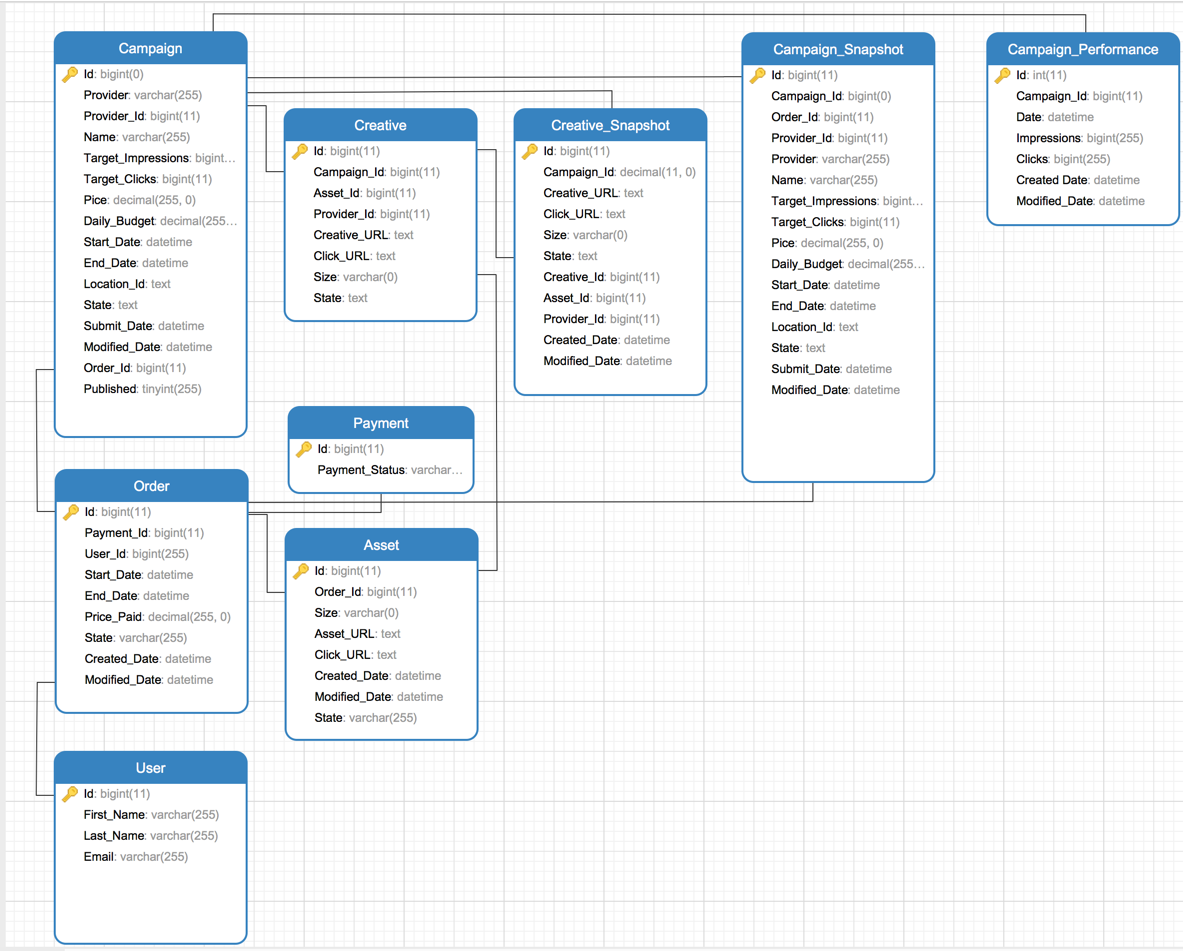 Campaign
Id: bigint(0)
Provider: varchar(255)
Provider_Id: bigint(11)
Name: varchar(255)
Target_Impressions: bigint...
Target_Clicks: bigint(11)
Pice: decimal(255, 0)
Daily_Budget: decimal(255...
Start_Date: datetime
End_Date: datetime
Location_Id: text
State: text
Submit_Date: datetime
Modified_Date: datetime
Order_Id: bigint(11)
Published: tinyint(255)
Creative
Id: bigint(11)
Campaign_Id: bigint(11)
Asset_Id: bigint(11)
Provider_Id: bigint(11)
Creative_URL: text
Click_URL: text
Size: varchar(0)
State: text
Creative_Snapshot
Id: bigint(11)
Campaign_Id: decimal(11, 0)
Creative_URL: text
Click_URL: text
Size: varchar(0)
State: text
Creative_Id: bigint(11)
Asset_Id: bigint(11)
Provider_Id: bigint(11)
Created_Date: datetime
Modified_Date: datetime
Campaign_Snapshot
Id: bigint(11)
Campaign_Id: bigint(0)
Order_Id: bigint(11)
Provider_Id: bigint(11)
Provider: varchar(255)
Name: varchar(255)
Target_Impressions: bigint...
Target_Clicks: bigint(11)
Pice: decimal(255, 0)
Daily_Budget: decimal(255...
Start_Date: datetime
End_Date: datetime
Location_Id: text
State: text
Submit_Date: datetime
Modified_Date: datetime
Campaign_Performance
Id: int(11)
Campaign_Id: bigint(11)
Date: datetime
Impressions: bigint(255)
Clicks: bigint(255)
Created Date: datetime
Modified_Date: datetime
Payment
Id: bigint(11)
Payment_Status: varchar...
Order
Id: bigint(11)
Payment_Id: bigint(11)
User_Id: bigint(255)
Start_Date: datetime
End_Date: datetime
Price_Paid: decimal(255, 0)
State: varchar(255)
Created_Date: datetime
Modified_Date: datetime
Asset
Id: bigint(11)
Order_Id: bigint(11)
Size: varchar(0)
Asset_URL: text
Click_URL: text
Created_Date: datetime
Modified_Date: datetime
State: varchar(255)
User
Id: bigint(11)
First_Name: varchar(255)
Last_Name: varchar(255)
Email: varchar(255)